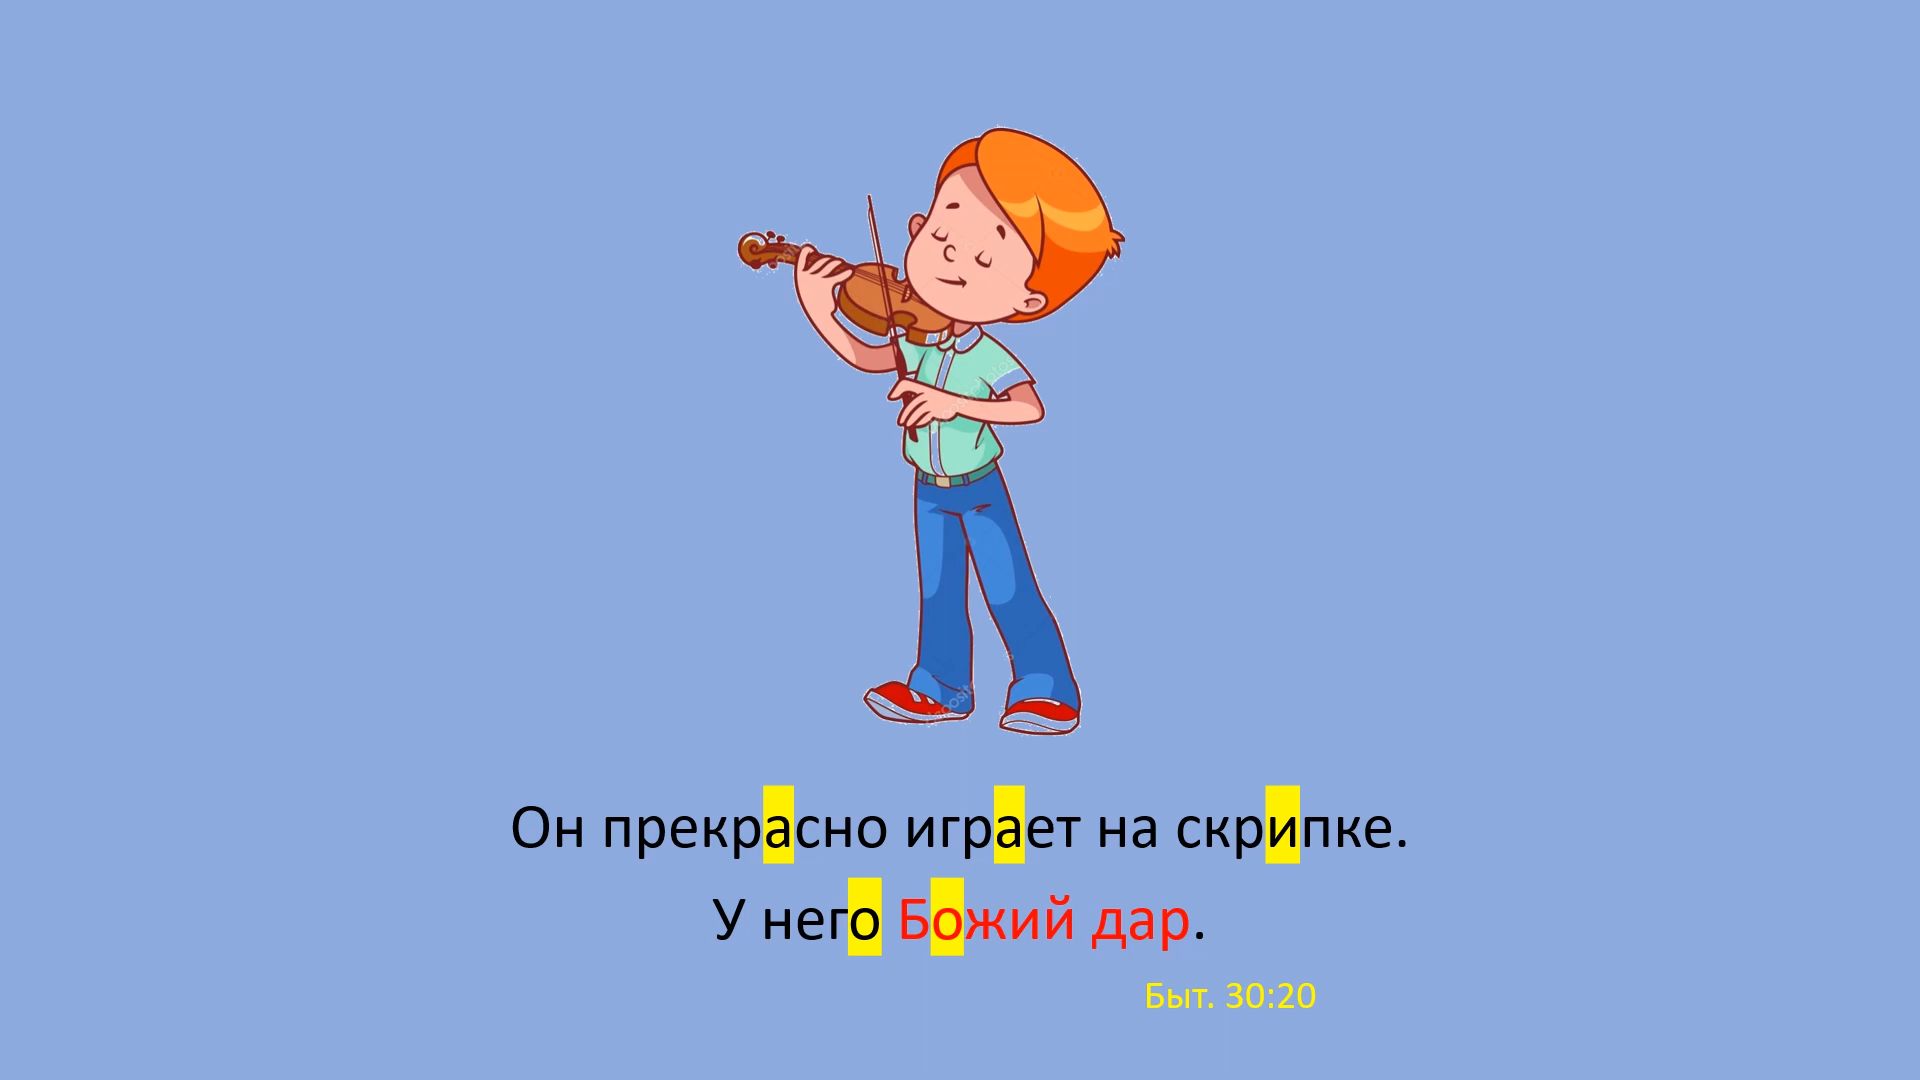 Он прекрасно играет на скрипке.
У него Божий дар.
Быт. 30:20